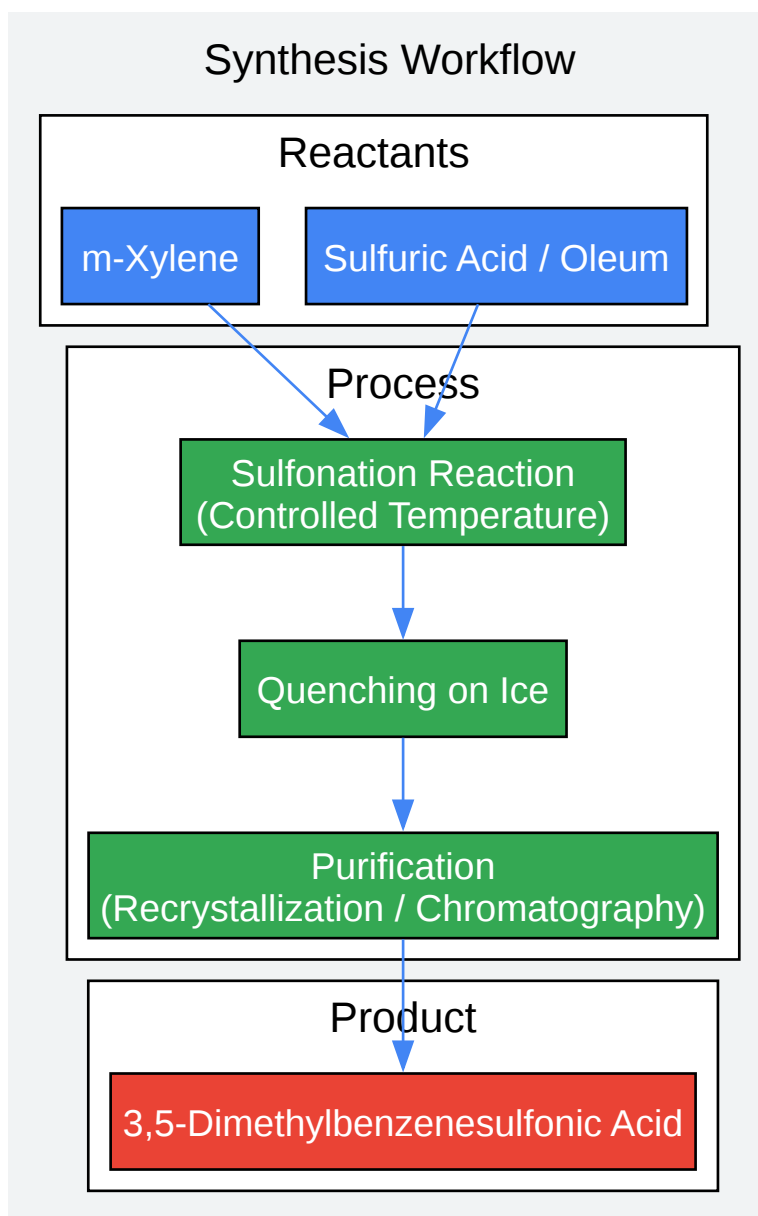 Synthesis Workflow
Reactants
m-Xylene
Sulfuric Acid / Oleum
Process
Sulfonation Reaction
(Controlled Temperature)
Quenching on Ice
Purification
(Recrystallization / Chromatography)
Product
3,5-Dimethylbenzenesulfonic Acid